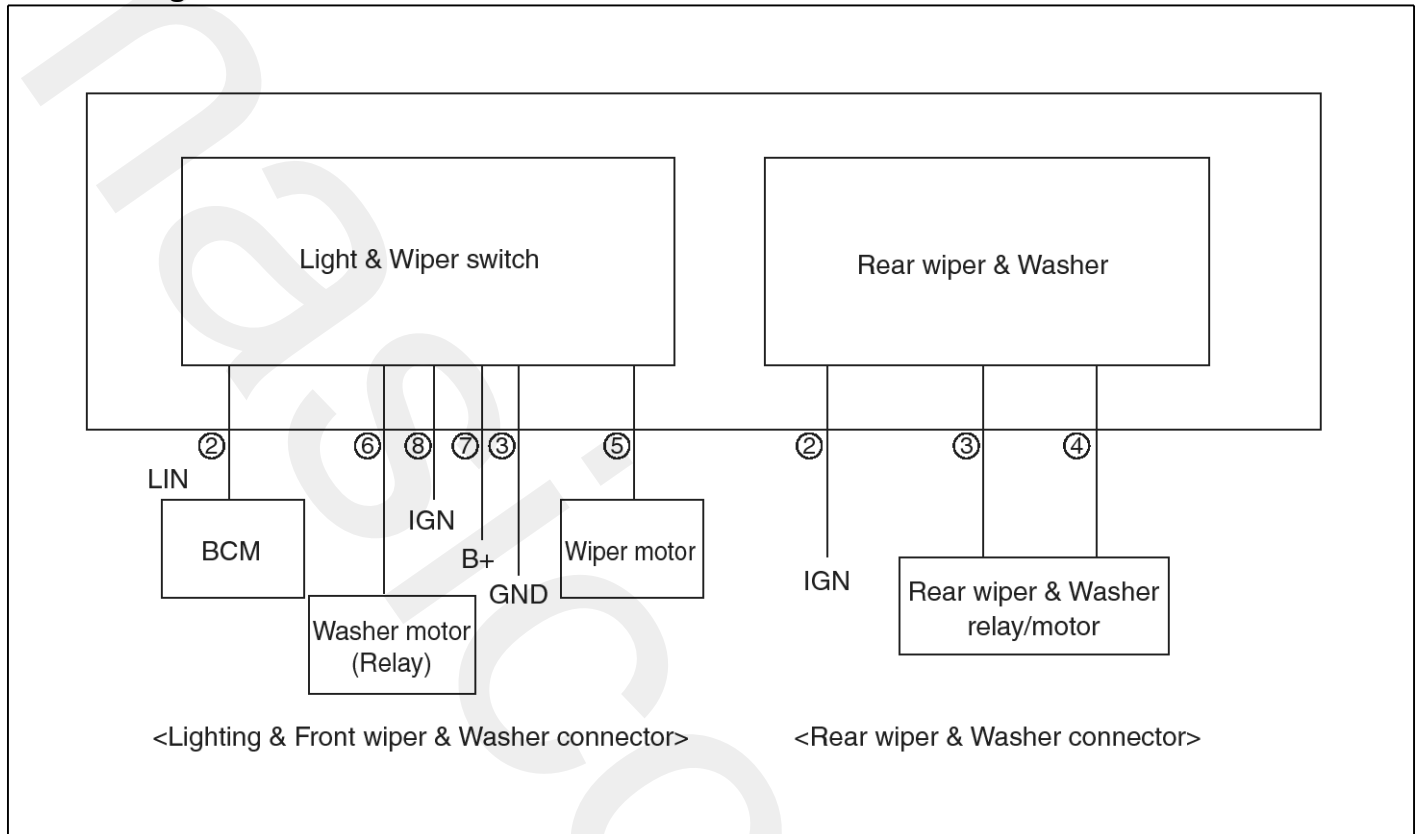 Light & Wiper switch
Rear wiper & Washer
② ⑥ ⑧ ⑦ ③ ⑤ ② ③ ④
LIN
BCM
IGN
B+
GND
Wiper motor
Washer motor
(Relay)
IGN
Rear wiper & Washer
relay/motor
<Lighting & Front wiper & Washer connector>
<Rear wiper & Washer connector>